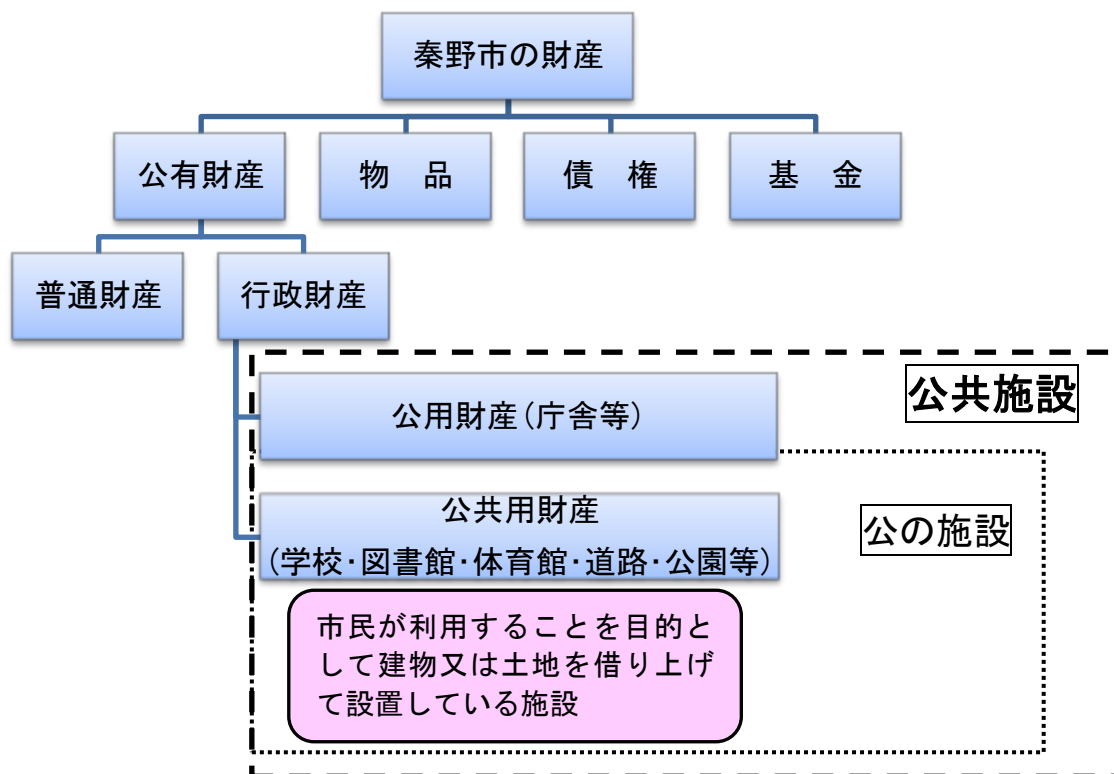 秦野市の財産
公有財産
物　品
債　権
基　金
普通財産
行政財産
公共施設
公用財産(庁舎等)
公共用財産
(学校・図書館・体育館・道路・公園等)
公の施設
市民が利用することを目的と
して建物又は土地を借り上げ
て設置している施設